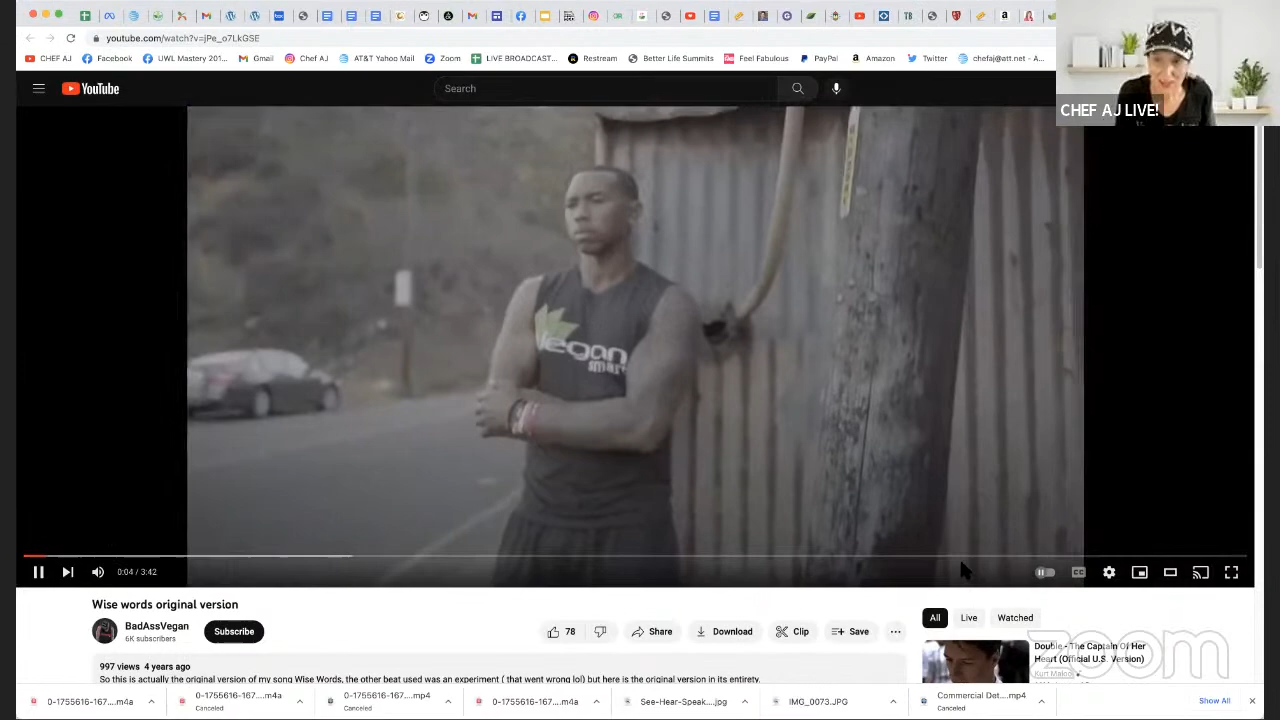 youtube.com/watch?v=jPe_o7LkGSE
CHEF AJ Facebook UWL Mastery 201... Gmail Chef AJ AT&T Yahoo Mail Zoom LIVE BROADCAST... Restream Better Life Summits Feel Fabulous PayPal Amazon Twitter chefaj@att.net - A...
YouTube Search
CHEF AJ LIVE!
vegan
smart
0:04 / 3:42
Wise words original version
BadAssVegan
6K subscribers
Subscribe 78 Share Download Clip Save
997 views 4 years ago
So this is actually the original version of my song Wise Words, the other beat used was an experiment ( that went wrong lol) but here is the original version in its entirety.
All Live Watched
Double - The Captain Of Her
Heart (Official U.S. Version)
Kurt Maloo
zoom
0-1755616-167....m4a 0-1755616-167....m4a 0-1755616-167....mp4 0-1755616-167....m4a See-Hear-Speak....jpg IMG_0073.JPG Commercial Det....mp4 Show All
Canceled Canceled Canceled